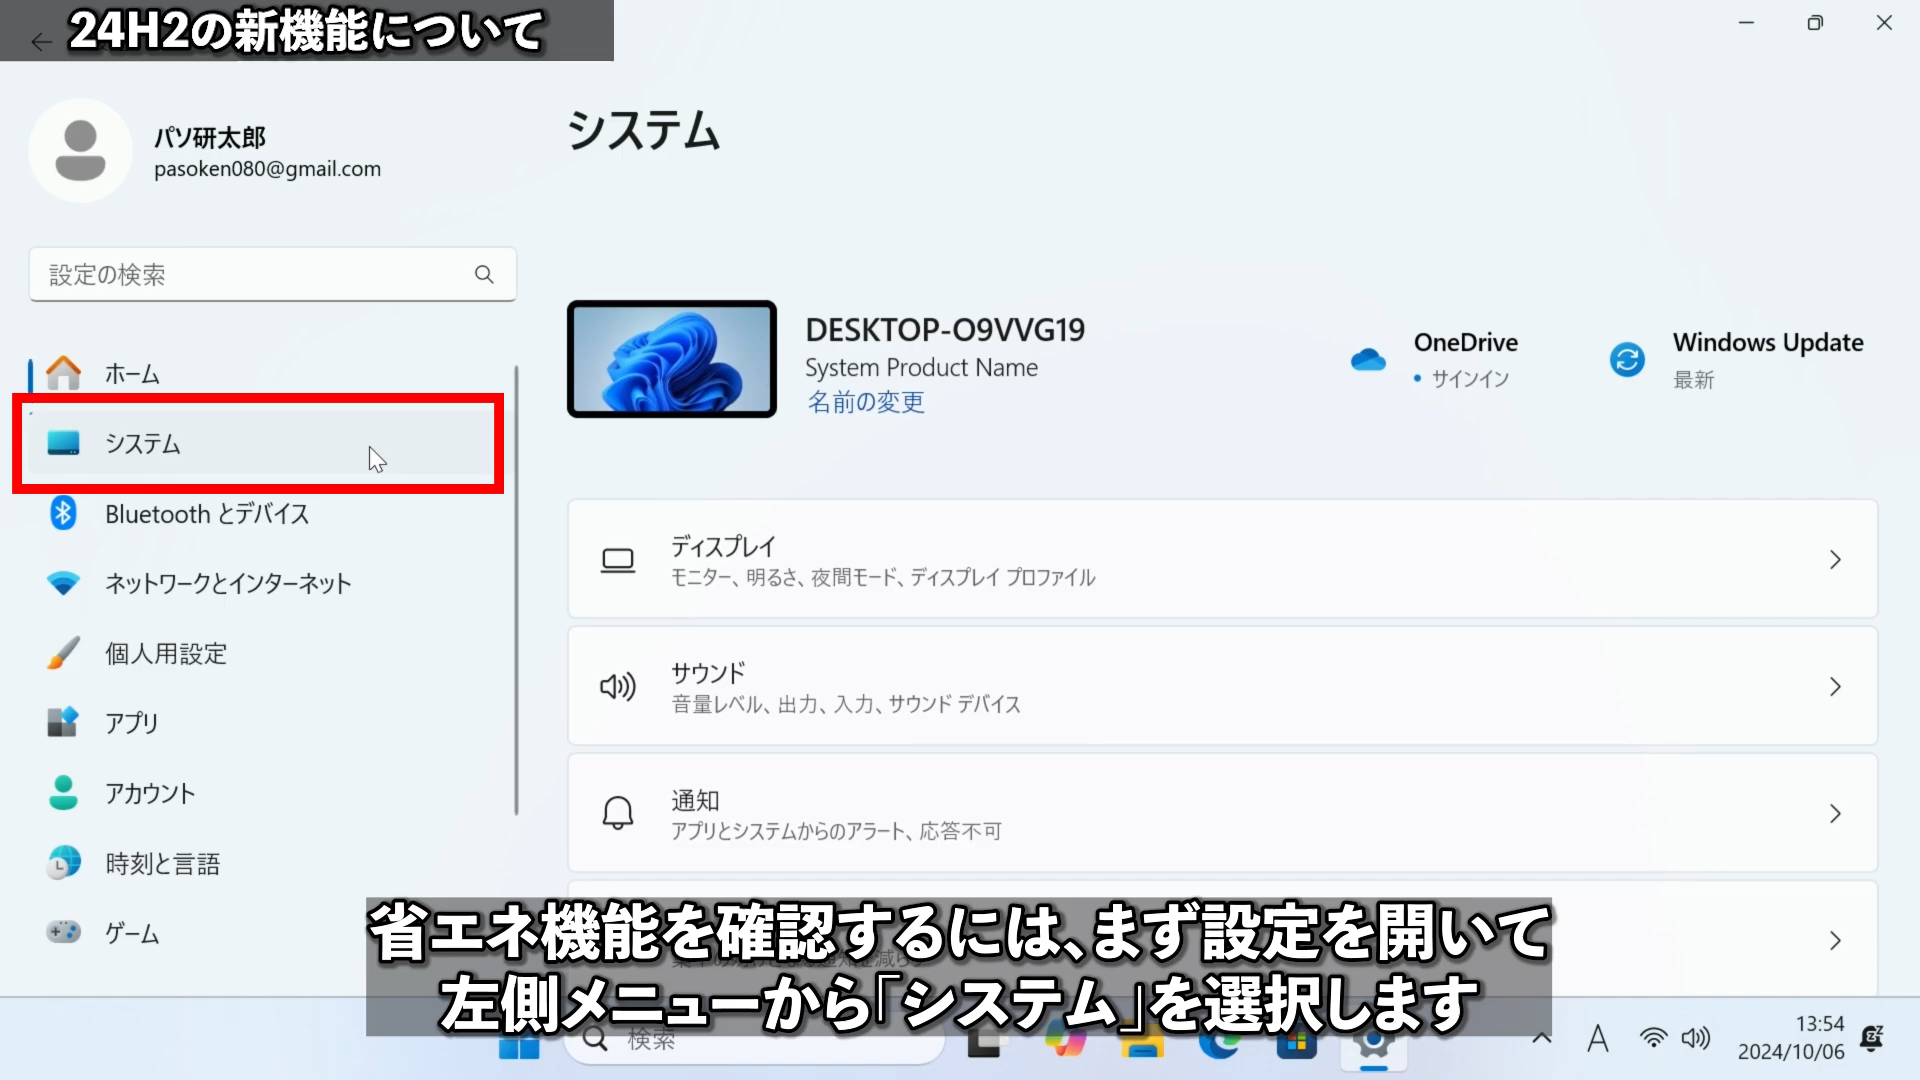 24H2の新機能について
パソ研太郎
pasoken080@gmail.com
設定の検索
ホーム
システム
Bluetooth とデバイス
ネットワークとインターネット
個人用設定
アプリ
アカウント
時刻と言語
ゲーム
システム
DESKTOP-O9VVG19
System Product Name
名前の変更
OneDrive
• サインイン
Windows Update
最新
ディスプレイ
モニター、明るさ、夜間モード、ディスプレイ プロファイル
サウンド
音量レベル、出力、入力、サウンド デバイス
通知
アプリとシステムからのアラート、応答不可
省エネ機能を確認するには、まず設定を開いて
左側メニューから「システム」を選択します
検索
A
13:54
2024/10/06